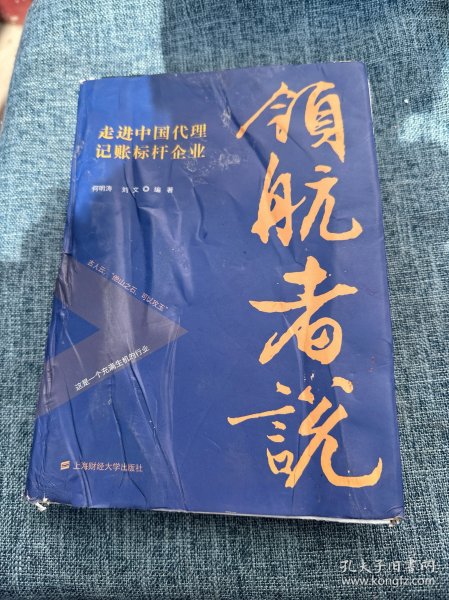 領航者說
走进中国代理
记账标杆企业
何明涛 刘文 ◎ 编著
古人云：“他山之石，可以攻玉”
这是一个充满生机的行业
上海财经大学出版社
孔夫子旧书网
www.kongfz.com